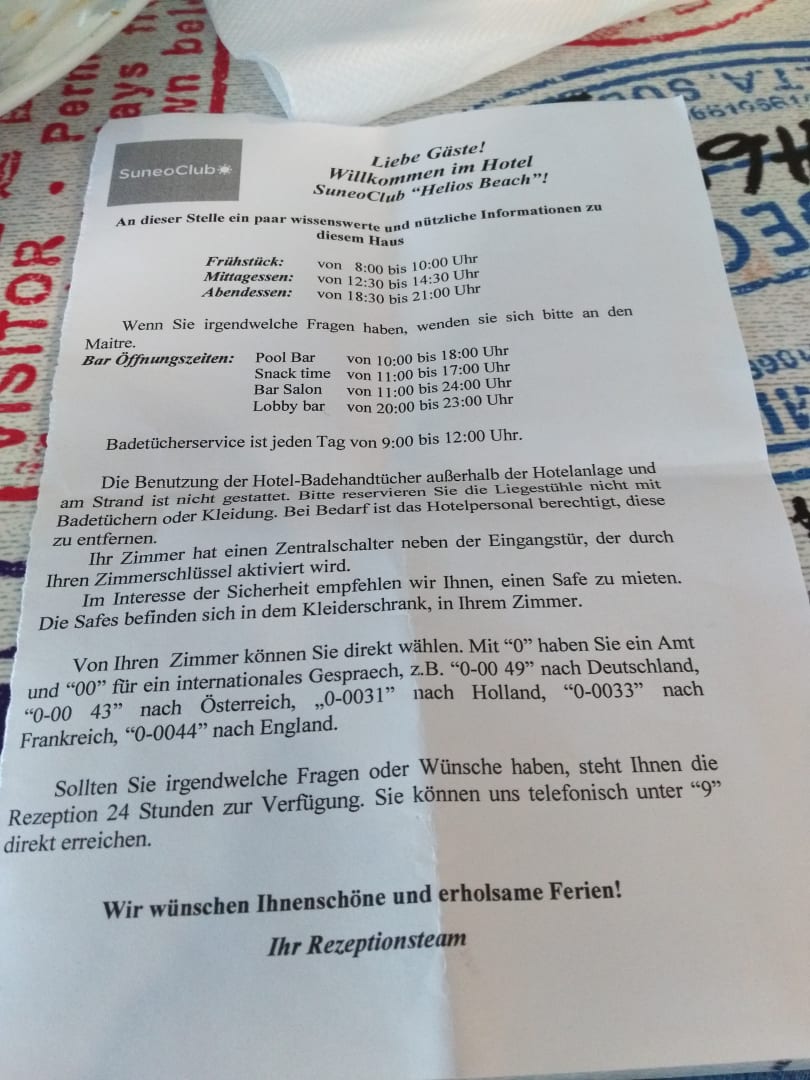 SuneoClub
Liebe Gäste!
Willkommen im Hotel
SuneoClub “Helios Beach”!
An dieser Stelle ein paar wissenswerte und nützliche Informationen zu
diesem Haus
Frühstück: von 8:00 bis 10:00 Uhr
Mittagessen: von 12:30 bis 14:30 Uhr
Abendessen: von 18:30 bis 21:00 Uhr
Wenn Sie irgendwelche Fragen haben, wenden sie sich bitte an den
Maitre.
Bar Öffnungszeiten: Pool Bar von 10:00 bis 18:00 Uhr
Snack time von 11:00 bis 17:00 Uhr
Bar Salon von 11:00 bis 24:00 Uhr
Lobby bar von 20:00 bis 23:00 Uhr
Badetücherservice ist jeden Tag von 9:00 bis 12:00 Uhr.
Die Benutzung der Hotel-Badehandtücher außerhalb der Hotelanlage und
am Strand ist nicht gestattet. Bitte reservieren Sie die Liegestühle nicht mit
Badetüchern oder Kleidung. Bei Bedarf ist das Hotelpersonal berechtigt, diese
zu entfernen.
Ihr Zimmer hat einen Zentralschalter neben der Eingangstür, der durch
Ihren Zimmerschlüssel aktiviert wird.
Im Interesse der Sicherheit empfehlen wir Ihnen, einen Safe zu mieten.
Die Safes befinden sich in dem Kleiderschrank, in Ihrem Zimmer.
Von Ihren Zimmer können Sie direkt wählen. Mit “0” haben Sie ein Amt
und “00” für ein internationales Gespraech, z.B. “0-00 49” nach Deutschland,
“0-00 43” nach Österreich, „0-0031” nach Holland, “0-0033” nach
Frankreich, “0-0044” nach England.
Sollten Sie irgendwelche Fragen oder Wünsche haben, steht Ihnen die
Rezeption 24 Stunden zur Verfügung. Sie können uns telefonisch unter “9”
direkt erreichen.
Wir wünschen Ihnenschöne und erholsame Ferien!
Ihr Rezeptionsteam
VISITOR